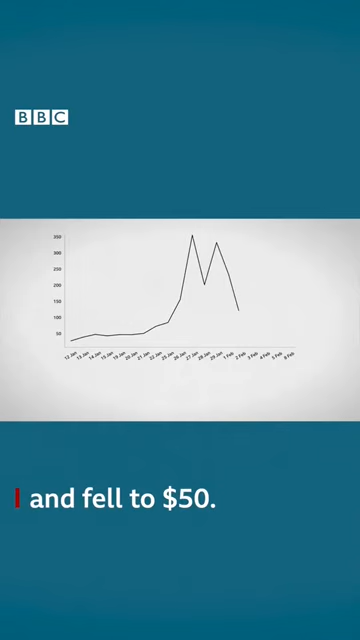 BBC
350
300
250
200
150
100
50
12 Jan 13 Jan 14 Jan 15 Jan 19 Jan 20 Jan 21 Jan 22 Jan 25 Jan 26 Jan 27 Jan 28 Jan 29 Jan 1 Feb 2 Feb 3 Feb 4 Feb 5 Feb 8 Feb
and fell to $50.